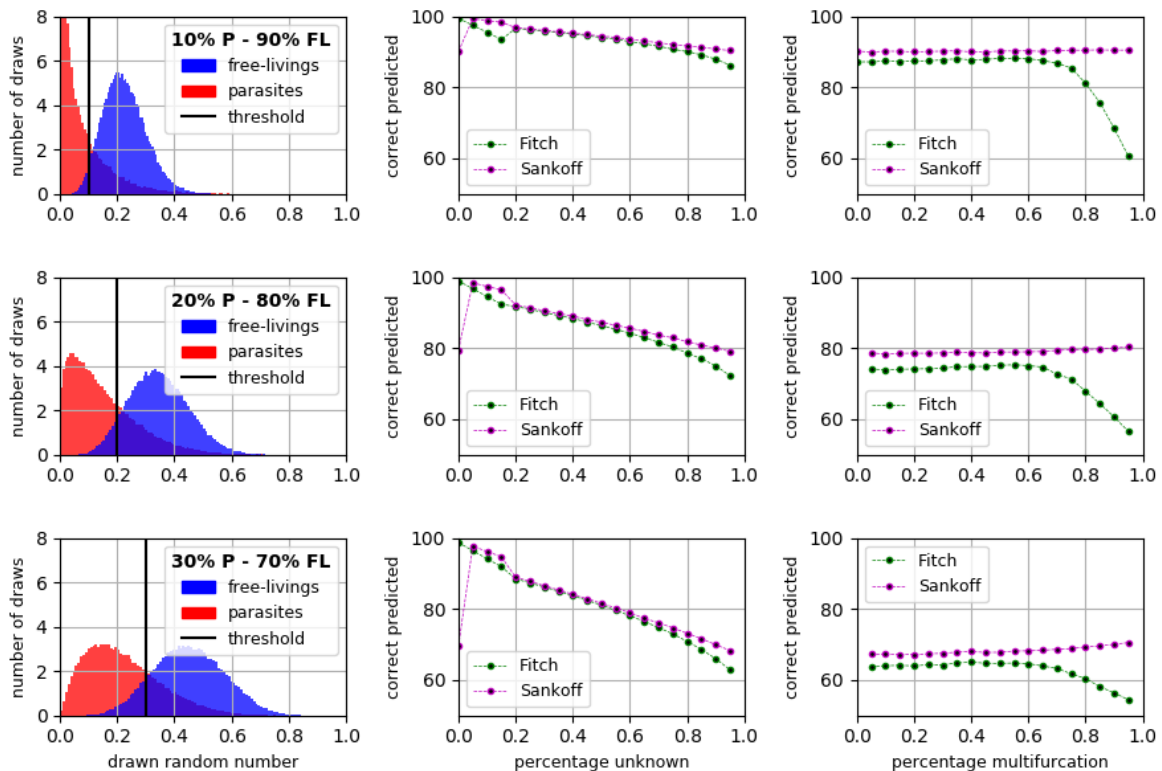 number of draws
8
6
4
2
0
0.0 0.2 0.4 0.6 0.8 1.0
10% P - 90% FL
free-livings
parasites
threshold
correct predicted
100
80
60
0.0 0.2 0.4 0.6 0.8 1.0
Fitch
Sankoff
correct predicted
100
80
60
0.0 0.2 0.4 0.6 0.8 1.0
Fitch
Sankoff
number of draws
8
6
4
2
0
0.0 0.2 0.4 0.6 0.8 1.0
20% P - 80% FL
free-livings
parasites
threshold
correct predicted
100
80
60
0.0 0.2 0.4 0.6 0.8 1.0
Fitch
Sankoff
correct predicted
100
80
60
0.0 0.2 0.4 0.6 0.8 1.0
Fitch
Sankoff
number of draws
8
6
4
2
0
0.0 0.2 0.4 0.6 0.8 1.0
drawn random number
30% P - 70% FL
free-livings
parasites
threshold
correct predicted
100
80
60
0.0 0.2 0.4 0.6 0.8 1.0
percentage unknown
Fitch
Sankoff
correct predicted
100
80
60
0.0 0.2 0.4 0.6 0.8 1.0
percentage multifurcation
Fitch
Sankoff